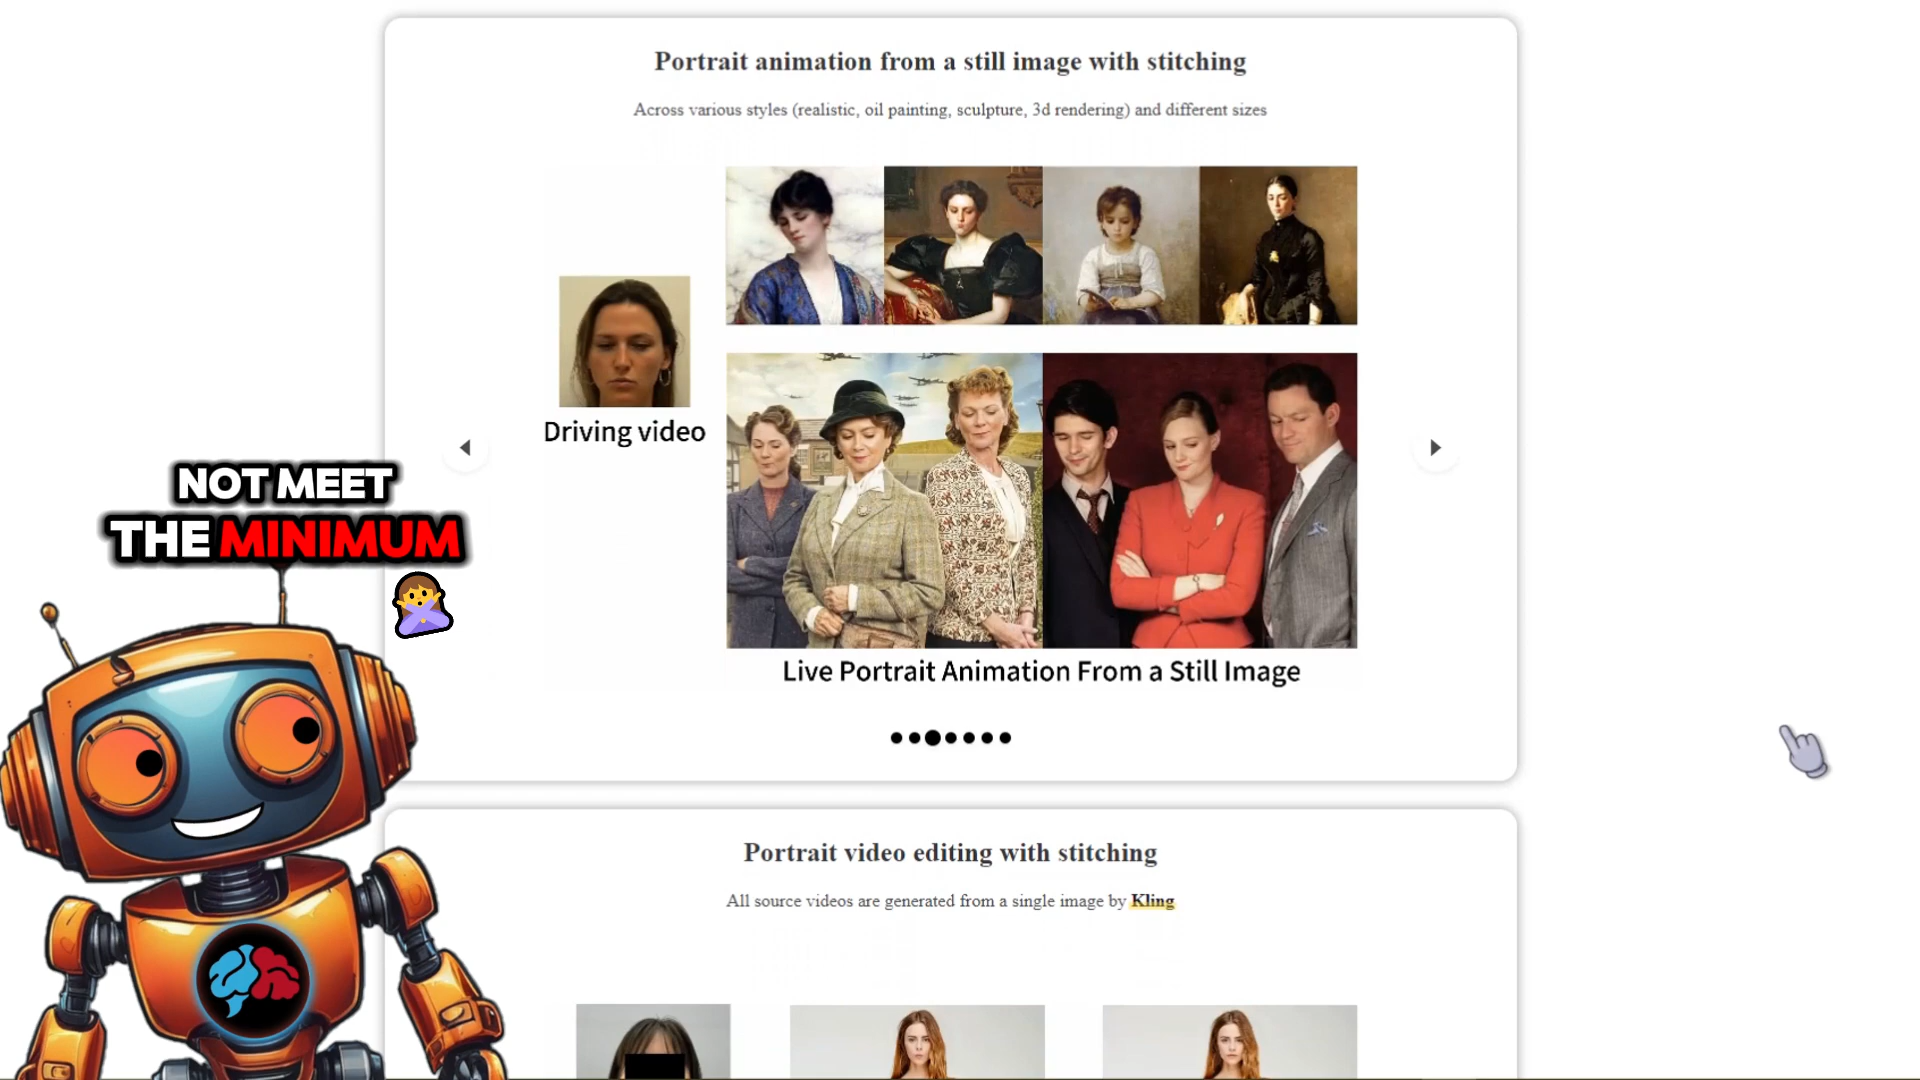 Portrait animation from a still image with stitching
Across various styles (realistic, oil painting, sculpture, 3d rendering) and different sizes
Driving video
NOT MEET
THE MINIMUM
Live Portrait Animation From a Still Image
Portrait video editing with stitching
All source videos are generated from a single image by Kling